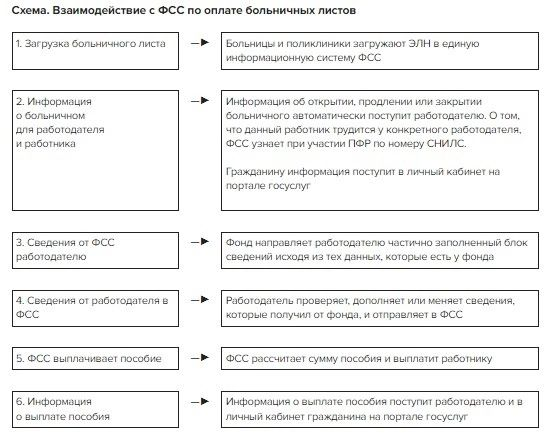 Схема. Взаимодействие с ФСС по оплате больничных листов
1. Загрузка больничного листа
Больницы и поликлиники загружают ЭЛН в единую
информационную систему ФСС
2. Информация
о больничном
для работодателя
и работника
Информация об открытии, продлении или закрытии
больничного автоматически поступит работодателю. О том,
что данный работник трудится у конкретного работодателя,
ФСС узнает при участии ПФР по номеру СНИЛС.
Гражданину информация поступит в личный кабинет на
портале госуслуг
3. Сведения от ФСС
работодателю
Фонд направляет работодателю частично заполненный блок
сведений исходя из тех данных, которые есть у фонда
4. Сведения от работодателя в
ФСС
Работодатель проверяет, дополняет или меняет сведения,
которые получил от фонда, и отправляет в ФСС
5. ФСС выплачивает пособие
ФСС рассчитает сумму пособия и выплатит работнику
6. Информация
о выплате пособия
Информация о выплате пособия поступит работодателю и в
личный кабинет гражданина на портале госуслуг